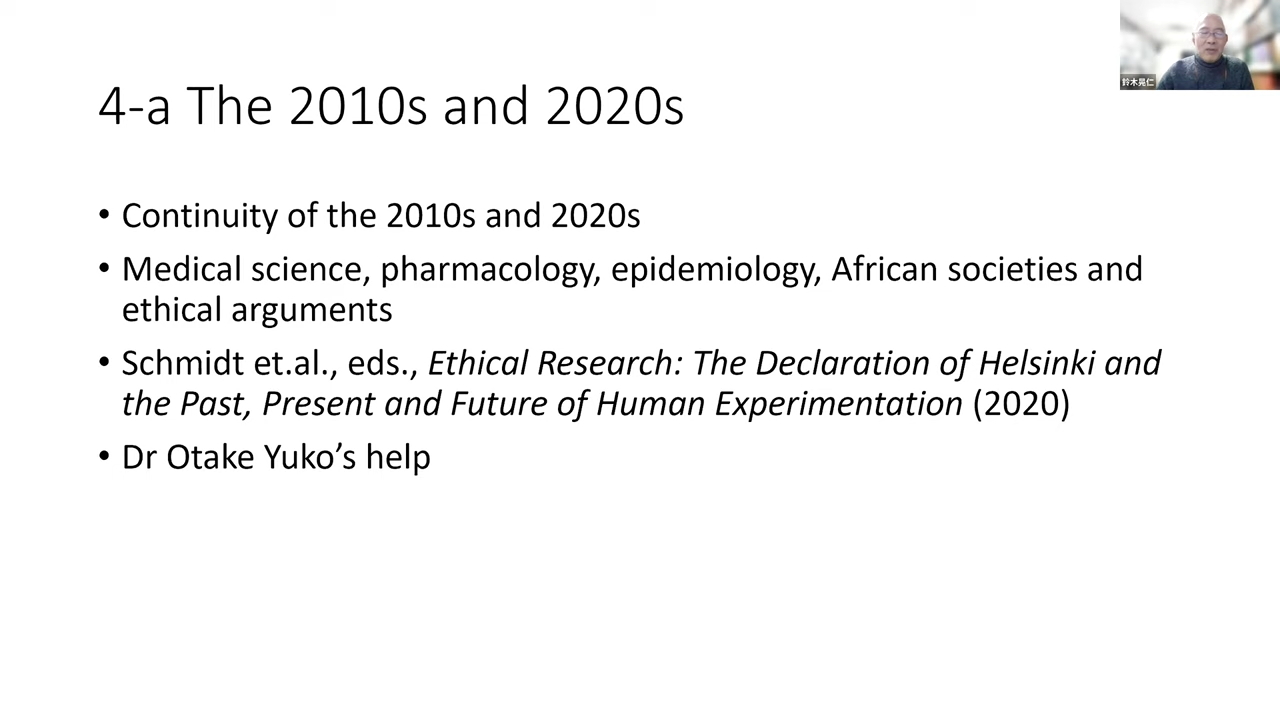 鈴木晃仁
4-a The 2010s and 2020s
• Continuity of the 2010s and 2020s
• Medical science, pharmacology, epidemiology, African societies and
ethical arguments
• Schmidt et.al., eds., Ethical Research: The Declaration of Helsinki and
the Past, Present and Future of Human Experimentation (2020)
• Dr Otake Yuko’s help